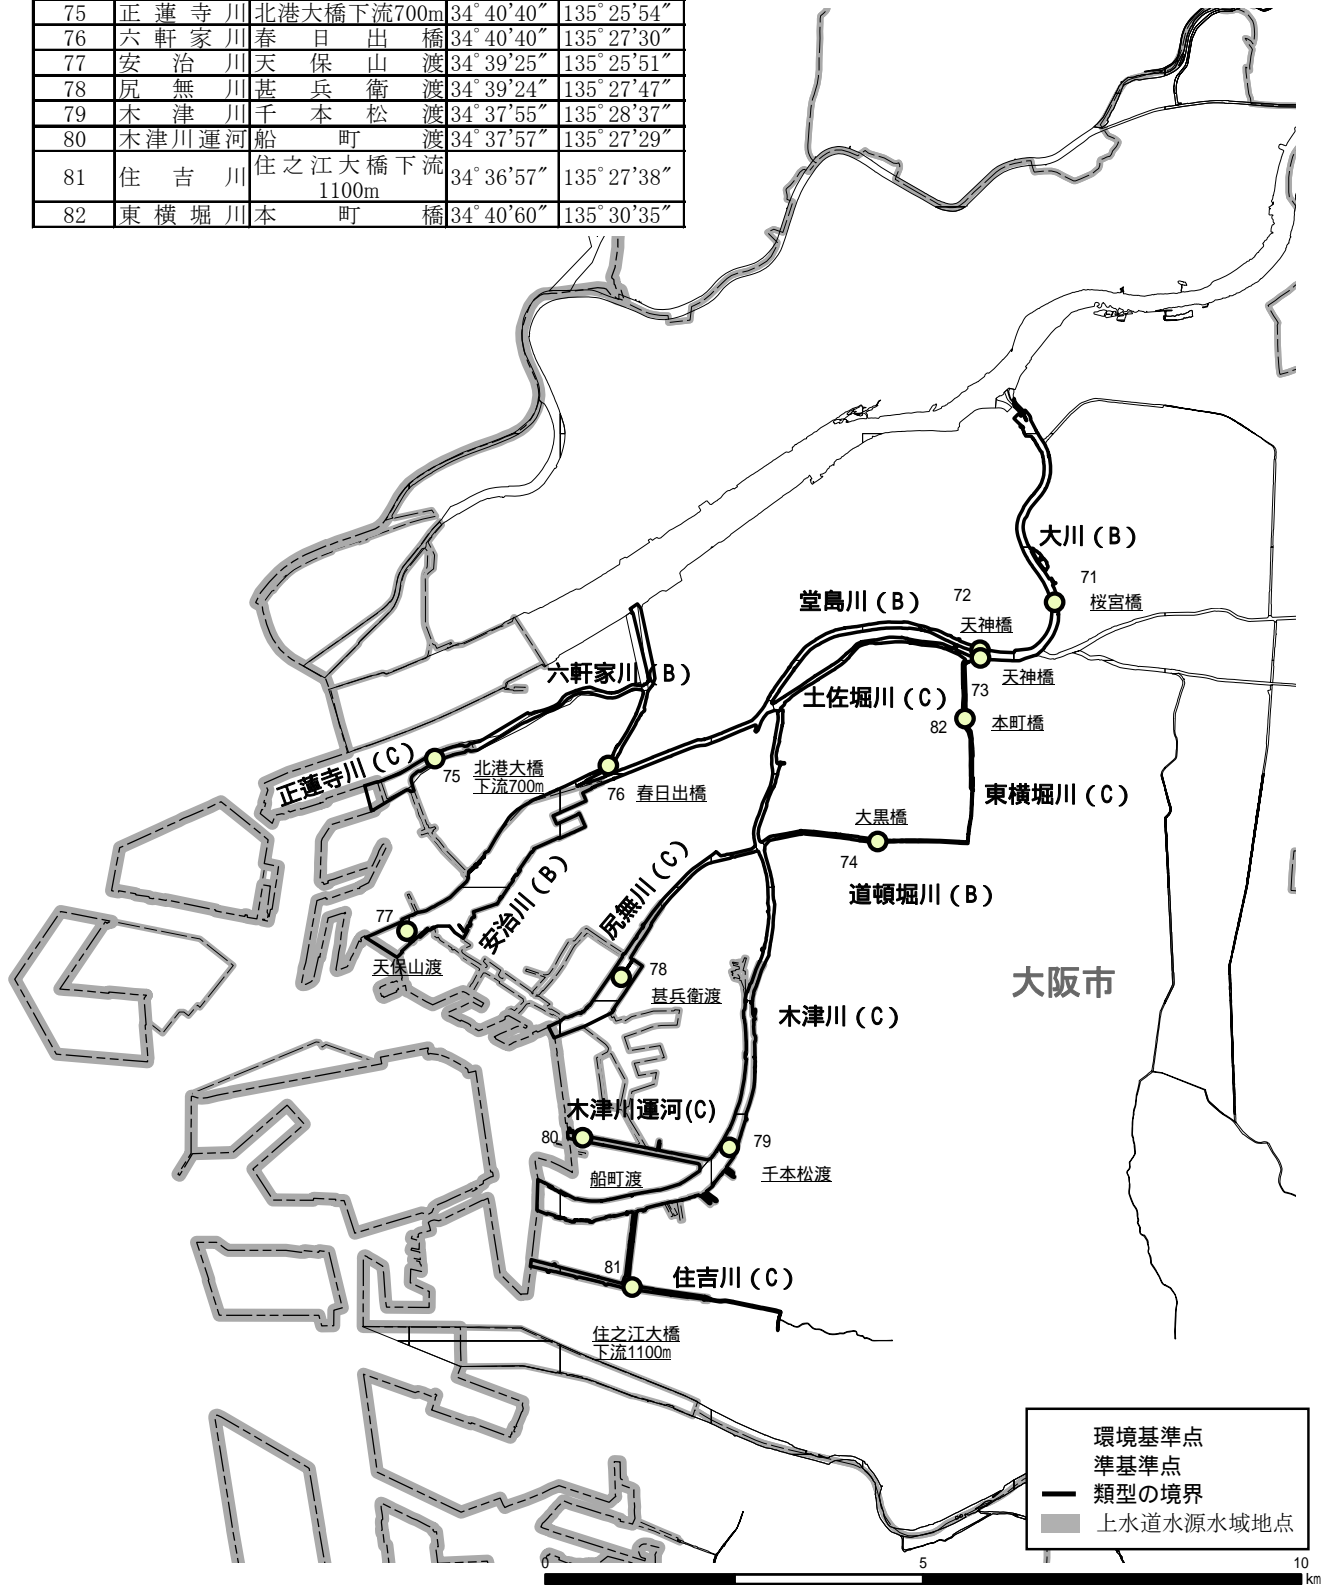 75 正蓮寺川 北港大橋下流700m 34°40’40” 135°25’54”
76 六軒家川 春日出橋 34°40’40” 135°27’30”
77 安治川 天保山渡 34°39’25” 135°25’51”
78 尻無川 甚兵衛渡 34°39’24” 135°27’47”
79 木津川 千本松渡 34°37’55” 135°28’37”
80 木津川運河 船町渡 34°37’57” 135°27’29”
81 住吉川 住之江大橋下流
1100m 34°36’57” 135°27’38”
82 東横堀川 本町橋 34°40’60” 135°30’35”
大川（B）
71
桜宮橋
堂島川（B）
72
天神橋
天神橋
六軒家川（B）
土佐堀川（C）
73
82
本町橋
正蓮寺川（C）
75
北港大橋
下流700m
76
春日出橋
東横堀川（C）
大黒橋
74
道頓堀川（B）
安治川（B）
尻無川（C）
77
天保山渡
78
甚兵衛渡
大阪市
木津川（C）
木津川運河(C)
80
79
船町渡
千本松渡
81
住吉川（C）
住之江大橋
下流1100m
環境基準点
準基準点
類型の境界
上水道水源水域地点
0 5 10
km